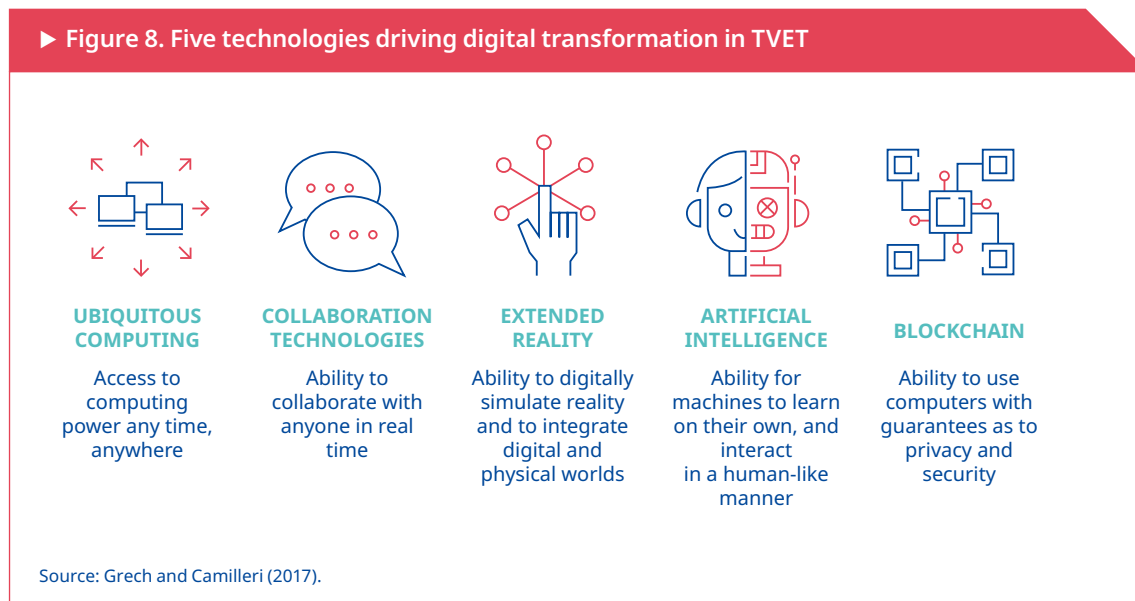 ▶ Figure 8. Five technologies driving digital transformation in TVET
UBIQUITOUS
COMPUTING
Access to
computing
power any time,
anywhere
COLLABORATION
TECHNOLOGIES
Ability to
collaborate with
anyone in real
time
EXTENDED
REALITY
Ability to digitally
simulate reality
and to integrate
digital and
physical worlds
ARTIFICIAL
INTELLIGENCE
Ability for
machines to learn
on their own, and
interact
in a human-like
manner
BLOCKCHAIN
Ability to use
computers with
guarantees as to
privacy and
security
Source: Grech and Camilleri (2017).